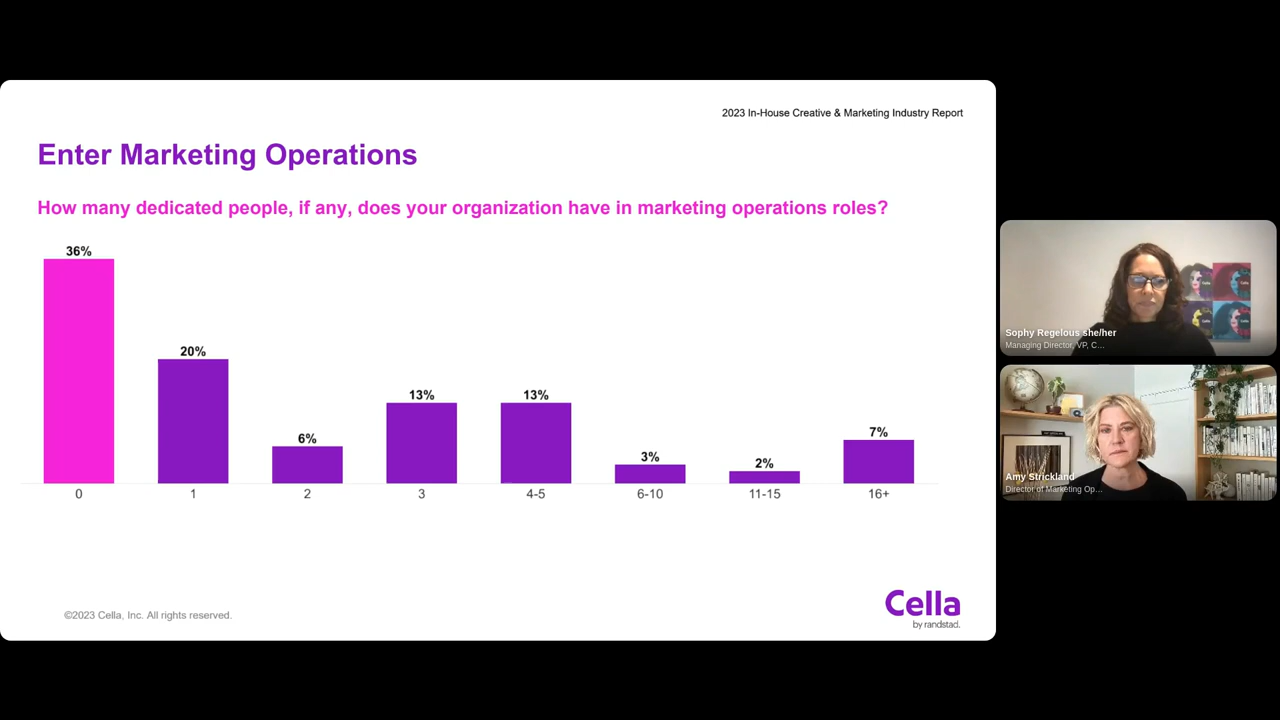 2023 In-House Creative & Marketing Industry Report
Enter Marketing Operations
How many dedicated people, if any, does your organization have in marketing operations roles?
36%
20%
6%
13%
13%
3%
2%
7%
0
1
2
3
4-5
6-10
11-15
16+
©2023 Cella, Inc. All rights reserved.
Cella
by randstad.
Sophy Regelous she/her
Managing Director, VP, C...
Amy Strickland
Director of Marketing Op...